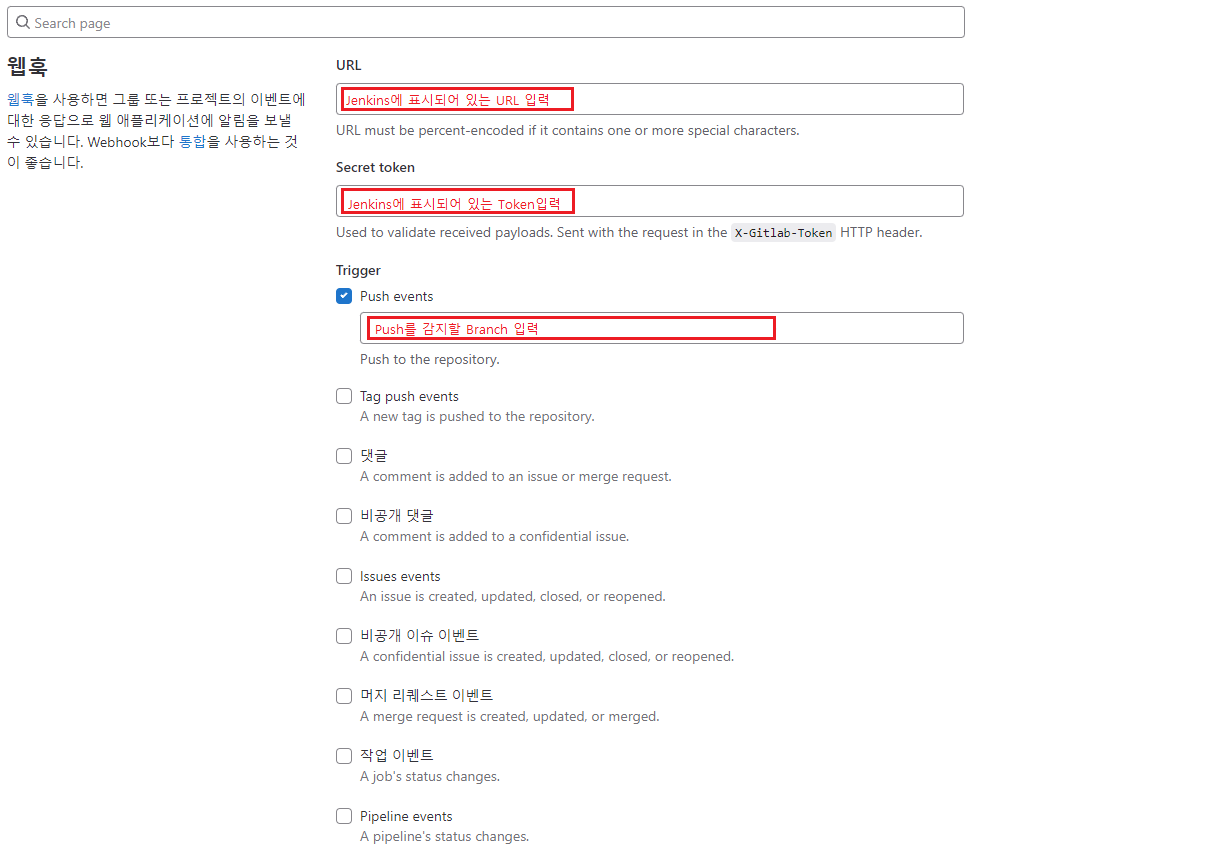 Search page
웹훅
웹훅을 사용하면 그룹 또는 프로젝트의 이벤트에
대한 응답으로 웹 애플리케이션에 알림을 보낼
수 있습니다. Webhook보다 통합을 사용하는 것
이 좋습니다.
URL
Jenkins에 표시되어 있는 URL 입력
URL must be percent-encoded if it contains one or more special characters.
Secret token
Jenkins에 표시되어 있는 Token입력
Used to validate received payloads. Sent with the request in the X-Gitlab-Token HTTP header.
Trigger
Push events
Push를 감지할 Branch 입력
Push to the repository.
Tag push events
A new tag is pushed to the repository.
댓글
A comment is added to an issue or merge request.
비공개 댓글
A comment is added to a confidential issue.
Issues events
An issue is created, updated, closed, or reopened.
비공개 이슈 이벤트
A confidential issue is created, updated, closed, or reopened.
머지 리퀘스트 이벤트
A merge request is created, updated, or merged.
작업 이벤트
A job's status changes.
Pipeline events
A pipeline's status changes.